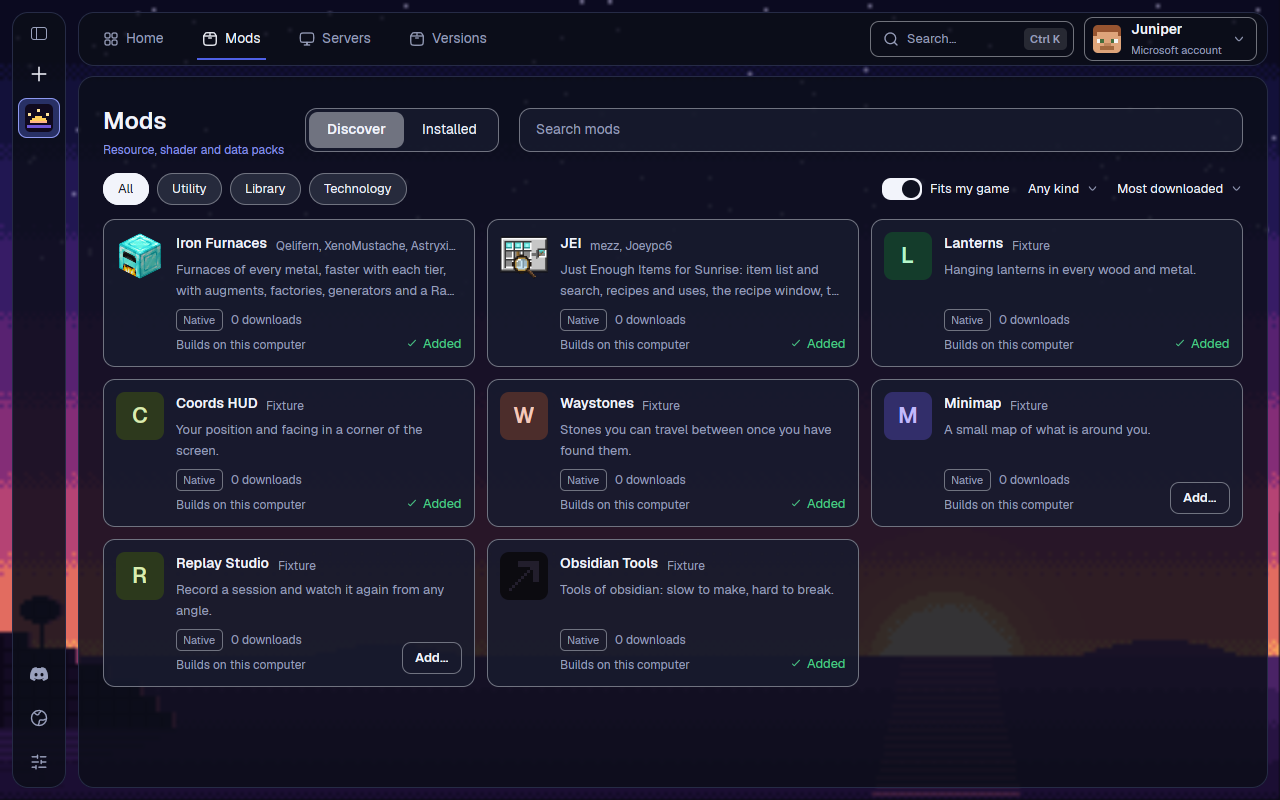 Home
Mods
Servers
Versions
Search...
Ctrl K
Juniper
Microsoft account
Mods
Resource, shader and data packs
Discover
Installed
Search mods
All
Utility
Library
Technology
Fits my game
Any kind
Most downloaded
Iron Furnaces Qelifern, XenoMustache, Astryxi...
Furnaces of every metal, faster with each tier,
with augments, factories, generators and a Ra...
Native 0 downloads
Builds on this computer
Added
JEI mezz, Joeypc6
Just Enough Items for Sunrise: item list and
search, recipes and uses, the recipe window, t...
Native 0 downloads
Builds on this computer
Added
L
Lanterns Fixture
Hanging lanterns in every wood and metal.
Native 0 downloads
Builds on this computer
Added
C
Coords HUD Fixture
Your position and facing in a corner of the
screen.
Native 0 downloads
Builds on this computer
Added
W
Waystones Fixture
Stones you can travel between once you have
found them.
Native 0 downloads
Builds on this computer
Added
M
Minimap Fixture
A small map of what is around you.
Native 0 downloads
Builds on this computer
Add...
R
Replay Studio Fixture
Record a session and watch it again from any
angle.
Native 0 downloads
Builds on this computer
Add...
Obsidian Tools Fixture
Tools of obsidian: slow to make, hard to break.
Native 0 downloads
Builds on this computer
Added